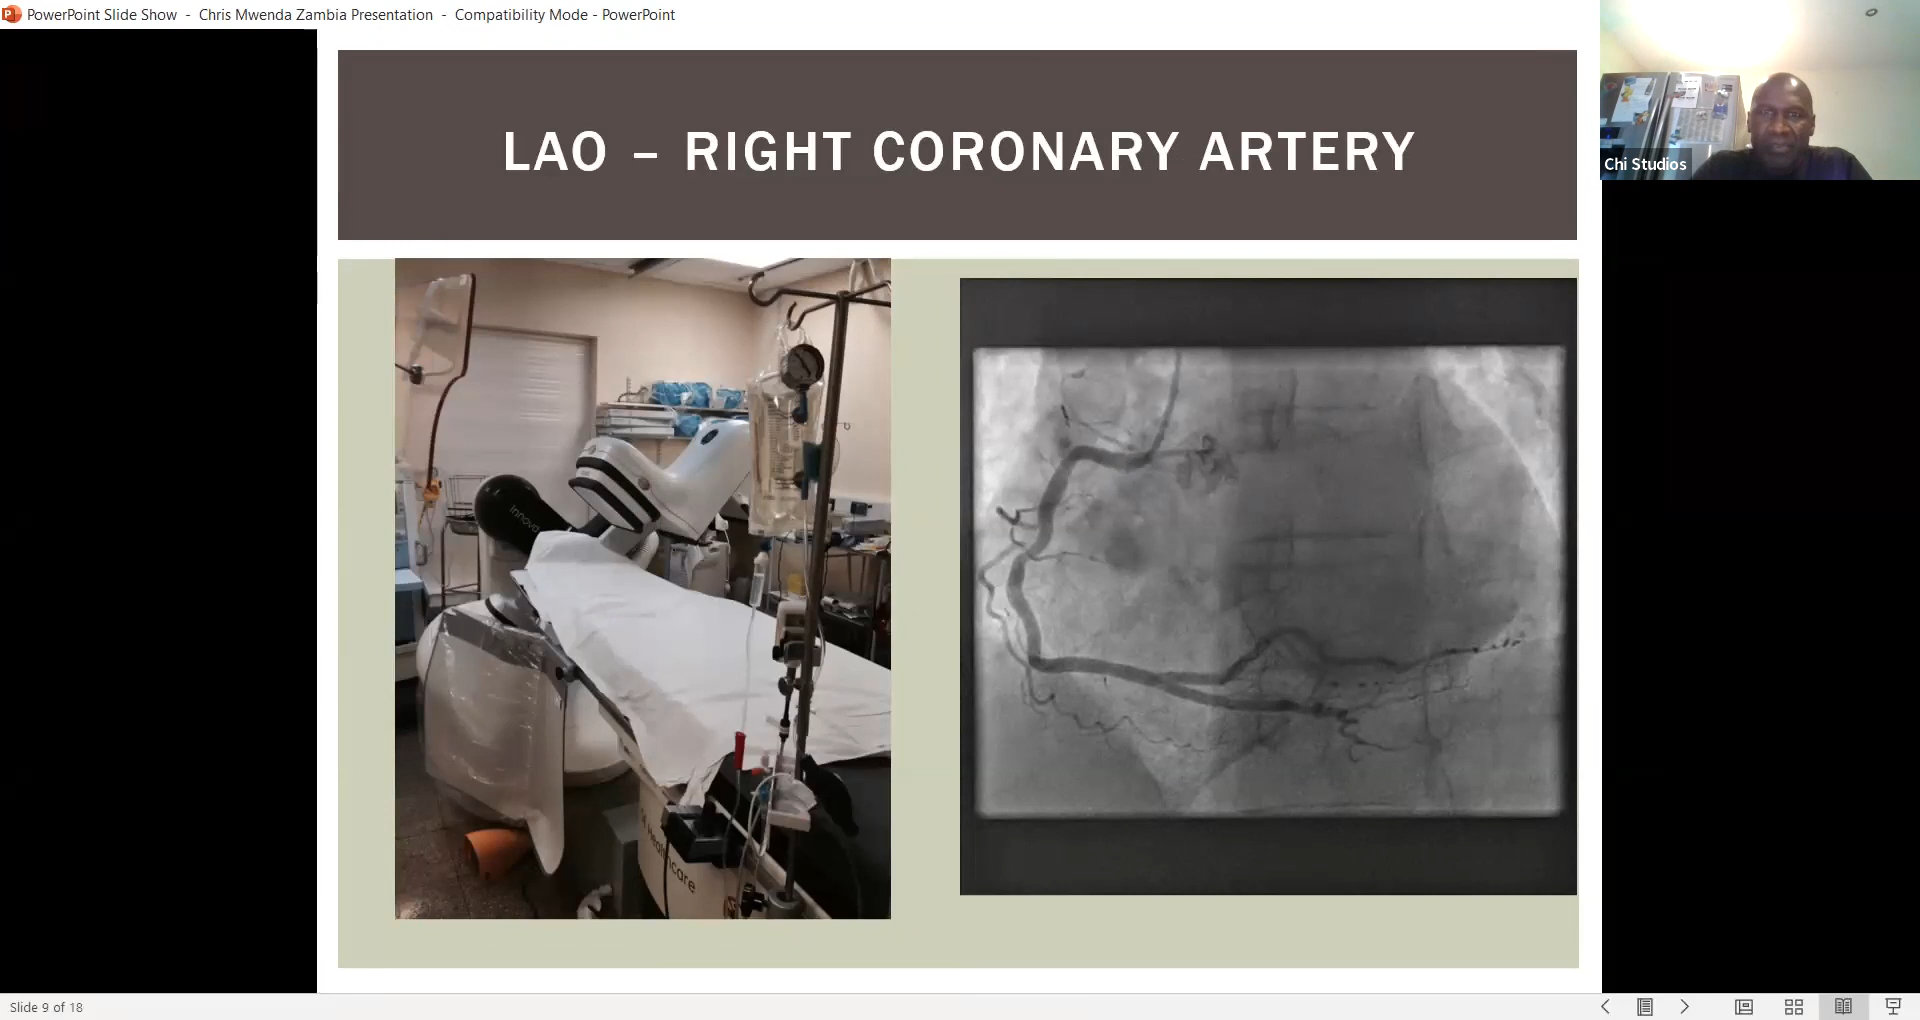 PowerPoint Slide Show - Chris Mwenda Zambia Presentation - Compatibility Mode - PowerPoint
LAO – RIGHT CORONARY ARTERY
Chi Studios
Innova
Healthcare
Slide 9 of 18